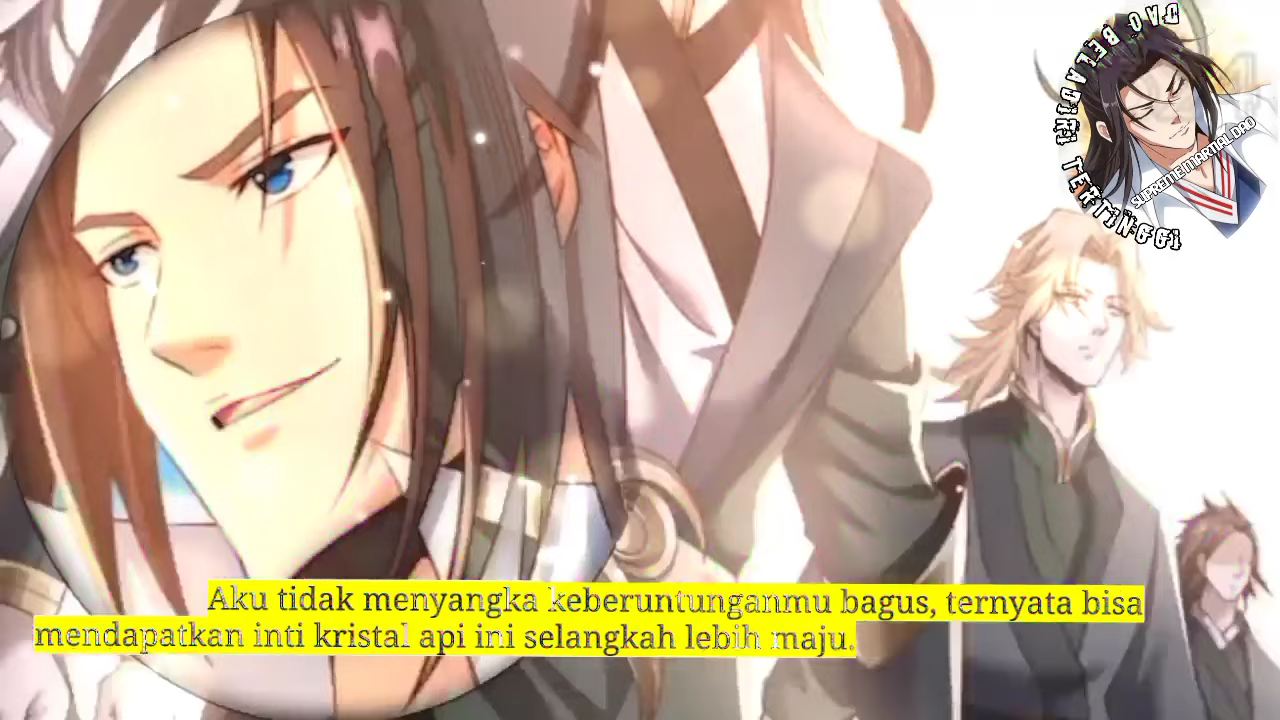 DAO BELADIRI TERTINGGI
SUPREME MARTIAL DAO
Aku tidak menyangka keberuntunganmu bagus, ternyata bisa
mendapatkan inti kristal api ini selangkah lebih maju.